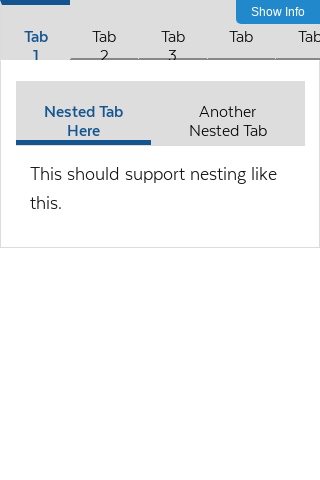 Show Info
Tab Tab Tab Tab Tab
1 2 3
Nested Tab Another
Here Nested Tab
This should support nesting like
this.